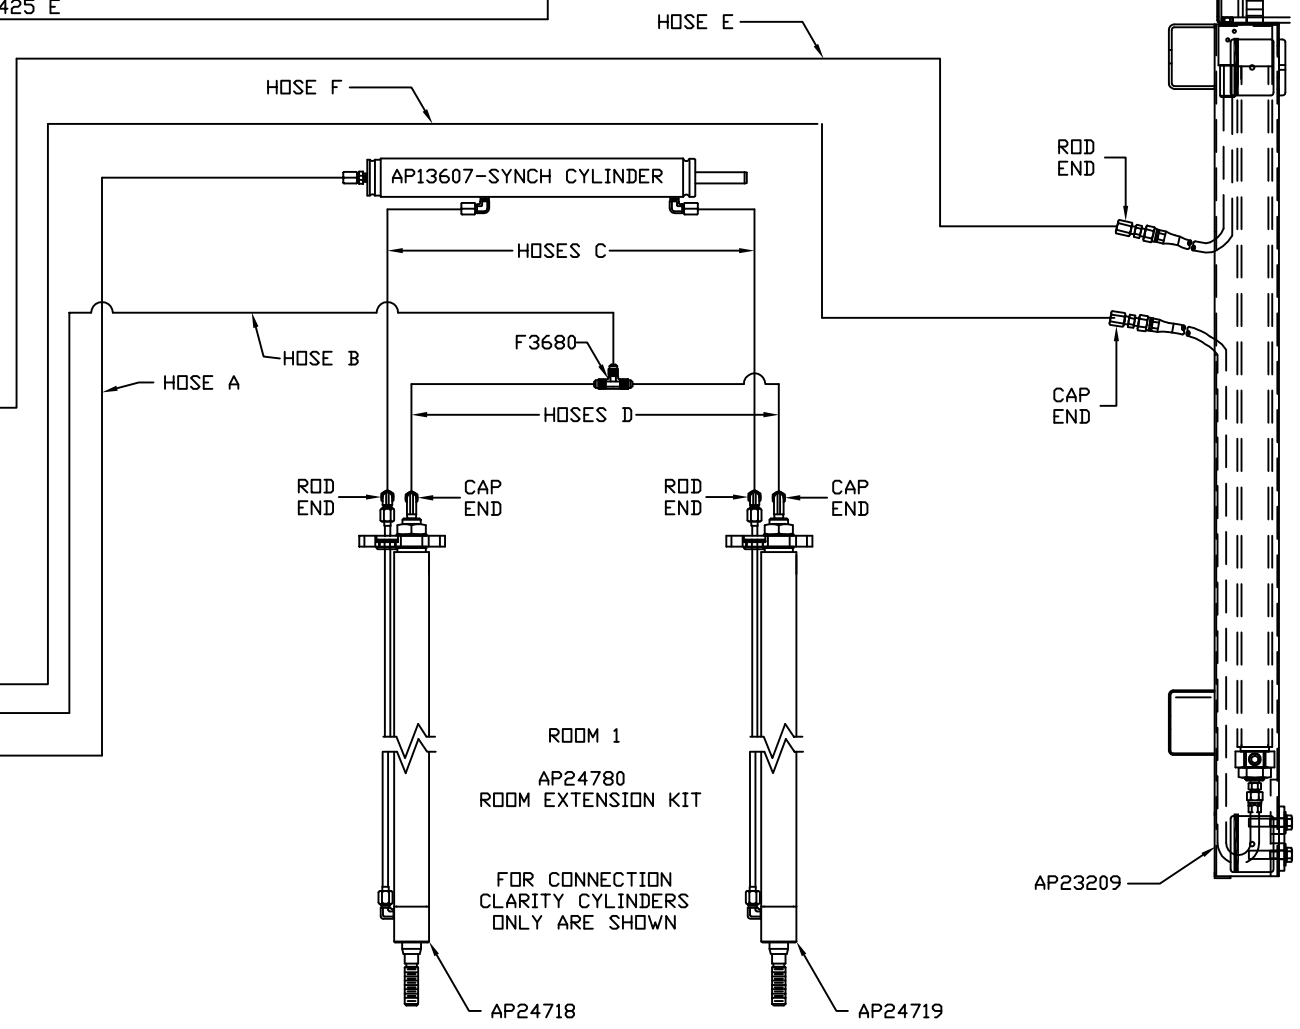 425 E
HOSE E
HOSE F
ROD
END
AP13607-SYNCH CYLINDER
HOSES C
F3680
HOSE B
HOSE A
CAP
END
HOSES D
ROD
END
CAP
END
ROD
END
CAP
END
ROOM 1
AP24780
ROOM EXTENSION KIT
FOR CONNECTION
CLARITY CYLINDERS
ONLY ARE SHOWN
AP23209
AP24718
AP24719